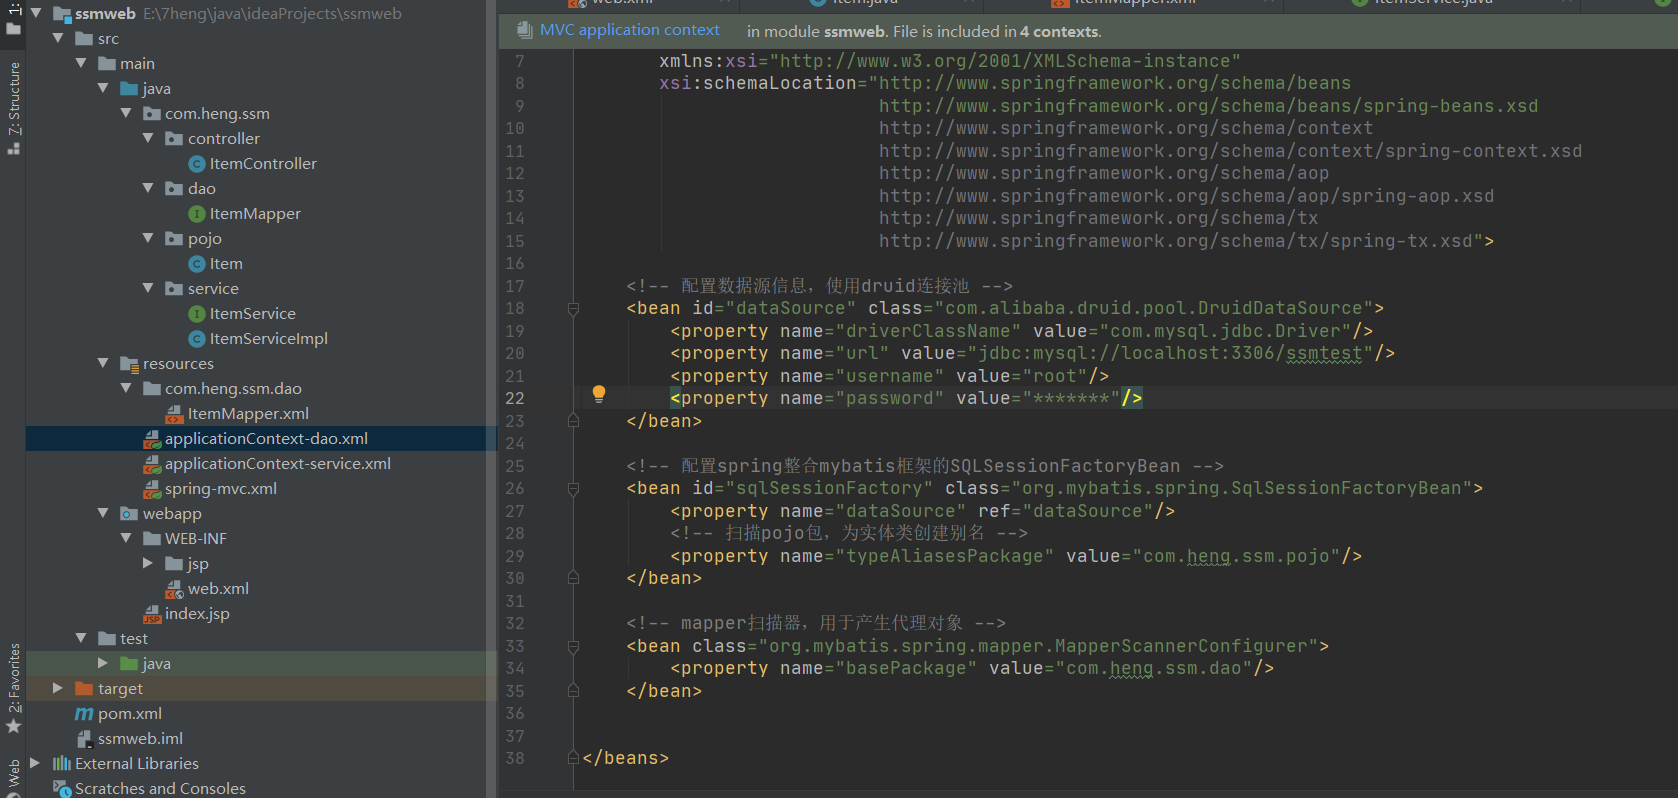 1:
7: Structure
2: Favorites
Web
ssmweb E:\7heng\java\ideaProjects\ssmweb
src
main
java
com.heng.ssm
controller
ItemController
dao
ItemMapper
pojo
Item
service
ItemService
ItemServiceImpl
resources
com.heng.ssm.dao
ItemMapper.xml
applicationContext-dao.xml
applicationContext-service.xml
spring-mvc.xml
webapp
WEB-INF
jsp
web.xml
index.jsp
test
java
target
pom.xml
ssmweb.iml
External Libraries
Scratches and Consoles
web.xml Item.java ItemMapper.xml ItemService.java
MVC application context in module ssmweb. File is included in 4 contexts.
7 xmlns:xsi="http://www.w3.org/2001/XMLSchema-instance"
8 xsi:schemaLocation="http://www.springframework.org/schema/beans
9 http://www.springframework.org/schema/beans/spring-beans.xsd
10 http://www.springframework.org/schema/context
11 http://www.springframework.org/schema/context/spring-context.xsd
12 http://www.springframework.org/schema/aop
13 http://www.springframework.org/schema/aop/spring-aop.xsd
14 http://www.springframework.org/schema/tx
15 http://www.springframework.org/schema/tx/spring-tx.xsd">
16
17 <!-- 配置数据源信息，使用druid连接池 -->
18 <bean id="dataSource" class="com.alibaba.druid.pool.DruidDataSource">
19 <property name="driverClassName" value="com.mysql.jdbc.Driver"/>
20 <property name="url" value="jdbc:mysql://localhost:3306/ssmtest"/>
21 <property name="username" value="root"/>
22 <property name="password" value="*******"/>
23 </bean>
24
25 <!-- 配置spring整合mybatis框架的SQLSessionFactoryBean -->
26 <bean id="sqlSessionFactory" class="org.mybatis.spring.SqlSessionFactoryBean">
27 <property name="dataSource" ref="dataSource"/>
28 <!-- 扫描pojo包，为实体类创建别名 -->
29 <property name="typeAliasesPackage" value="com.heng.ssm.pojo"/>
30 </bean>
31
32 <!-- mapper扫描器，用于产生代理对象 -->
33 <bean class="org.mybatis.spring.mapper.MapperScannerConfigurer">
34 <property name="basePackage" value="com.heng.ssm.dao"/>
35 </bean>
36
37
38 </beans>